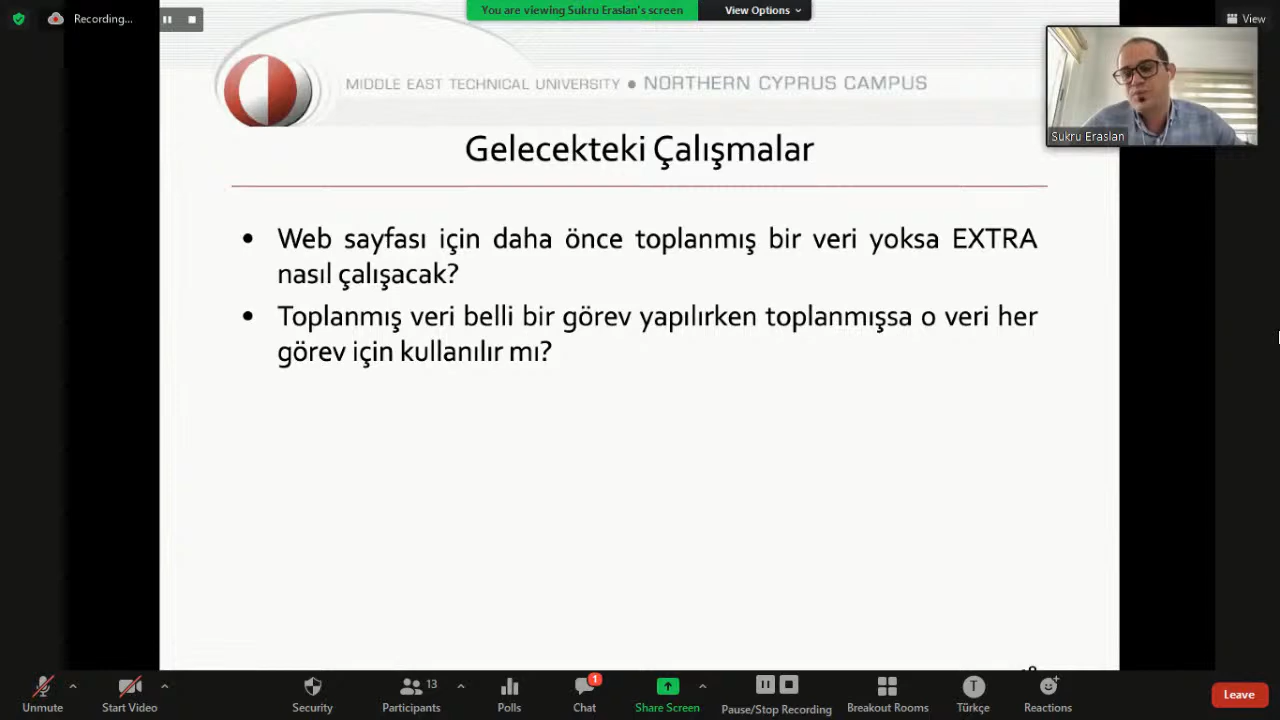 Recording...
You are viewing Sukru Eraslan's screen
View Options
View
MIDDLE EAST TECHNICAL UNIVERSITY ● NORTHERN CYPRUS CAMPUS
Sukru Eraslan
Gelecekteki Çalışmalar
• Web sayfası için daha önce toplanmış bir veri yoksa EXTRA
nasıl çalışacak?
• Toplanmış veri belli bir görev yapılırken toplanmışsa o veri her
görev için kullanılır mı?
13
1
Unmute
Start Video
Security
Participants
Polls
Chat
Share Screen
Pause/Stop Recording
Breakout Rooms
Türkçe
Reactions
Leave